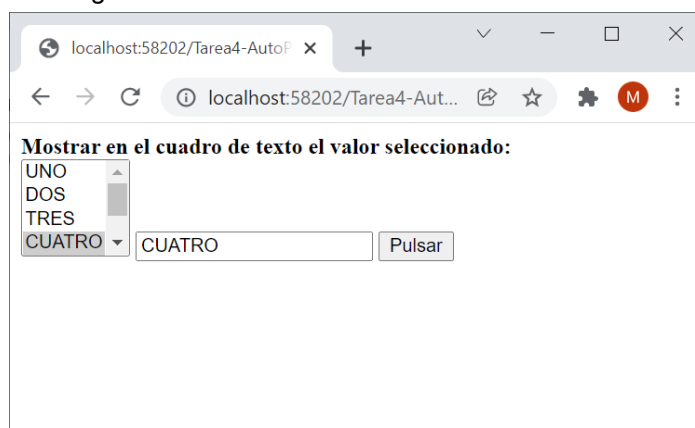 localhost:58202/Tarea4-AutoP
localhost:58202/Tarea4-Aut...
M
Mostrar en el cuadro de texto el valor seleccionado:
UNO
DOS
TRES
CUATRO CUATRO Pulsar